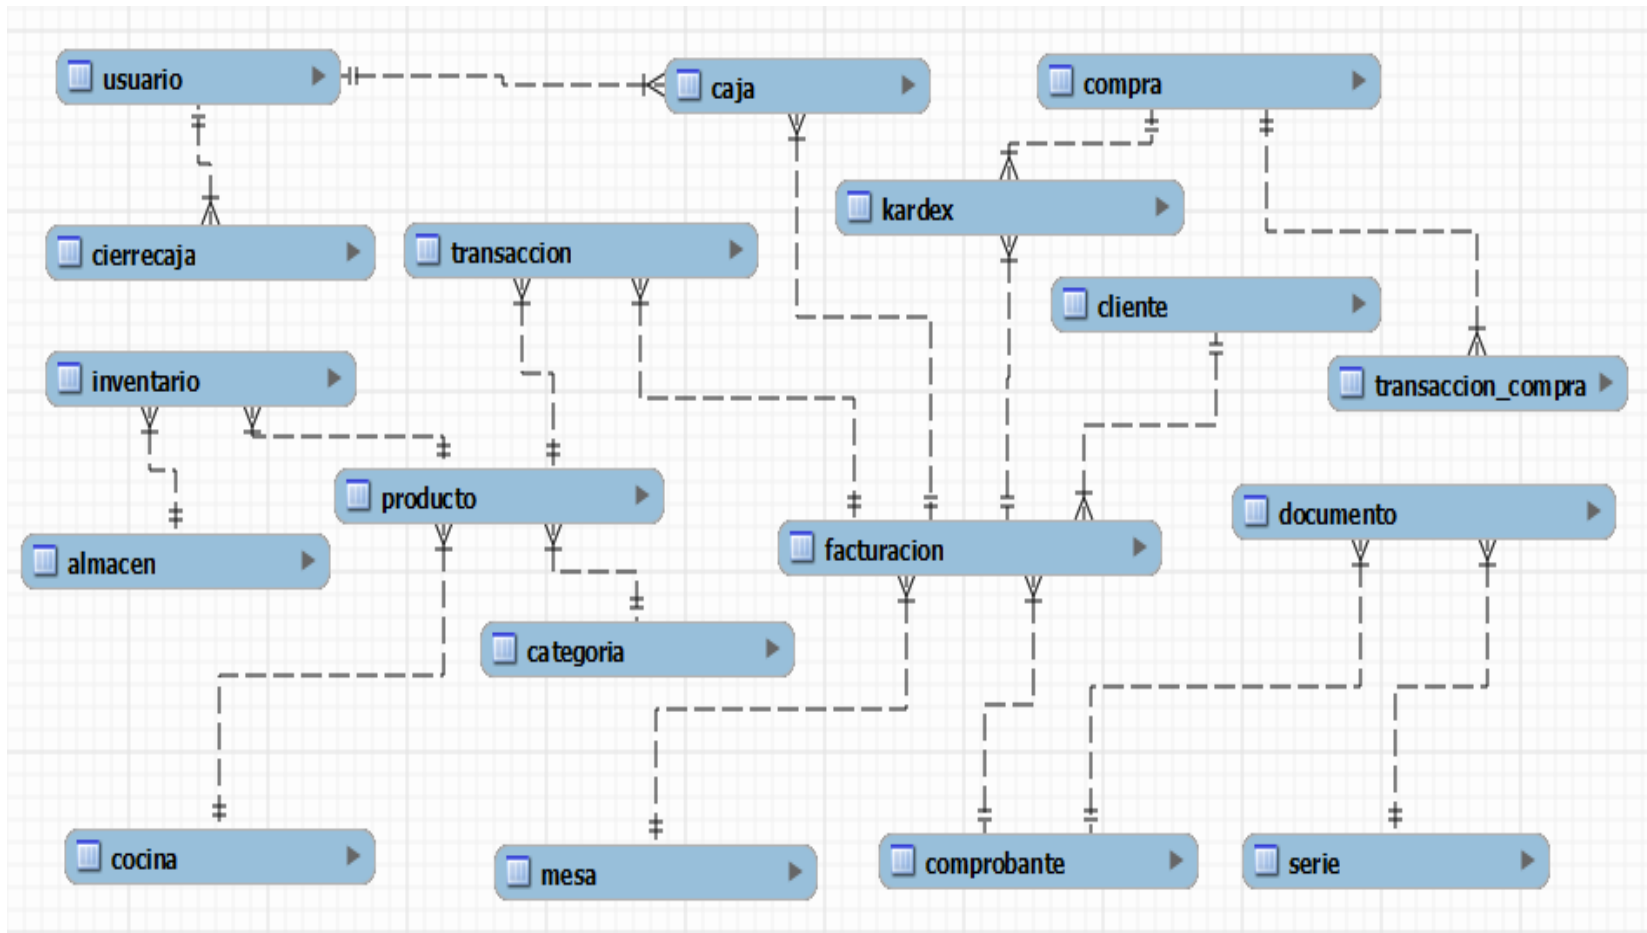 usuario
caja
compra
kardex
cierrecaja
transaccion
cliente
inventario
transaccion_compra
producto
documento
almacen
facturacion
categoria
cocina
mesa
comprobante
serie